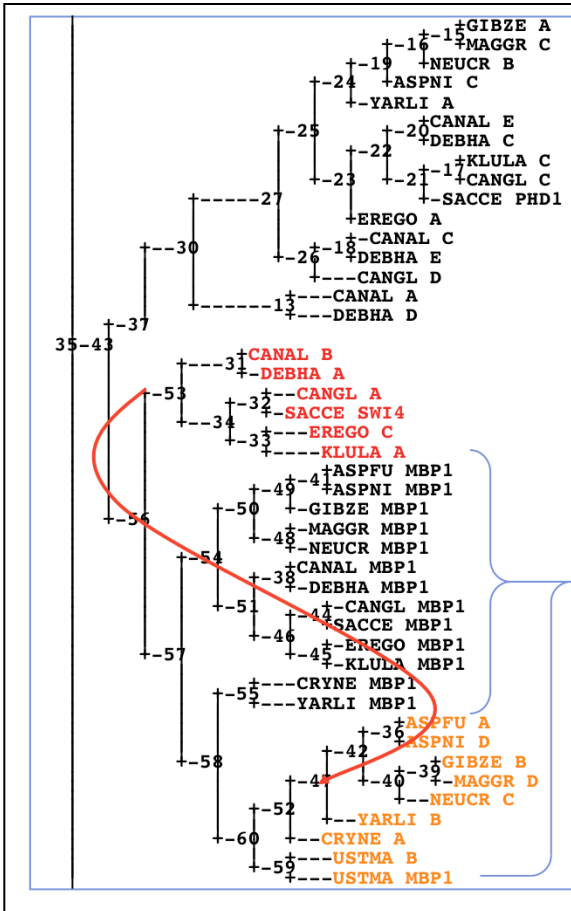 +GIBZE A
+-15
+-16 +MAGGR C
+-19 +NEUCR B
+-24 +ASPNI C
+-YARLI A
+CANAL E
+-25 +-20
+DEBHA C
+-22 +KLULA C
+-17
+-23 +-21 +CANGL C
+-SACCE PHD1
+------27
+EREGO A
+-CANAL C
+--30 +-18
+-26 +DEBHA E
+---CANGL D
+---CANAL A
+------13
+-37 +---DEBHA D
35-43
+CANAL B
+---31
+-DEBHA A
+-53 +--CANGL A
+-32
+-SACCE SWI4
+--34 +--EREGO C
+-33
+--KLULA A
+ASPFU MBP1
+-41
+-49 +ASPNI MBP1
+-50 +-GIBZE MBP1
+-56 +-MAGGR MBP1
+-48
+-54 +-NEUCR MBP1
+CANAL MBP1
+-38
+-DEBHA MBP1
+-51 +-CANGL MBP1
+-44
+-46 +SACCE MBP1
+-EREGO MBP1
+-57 +-45
+-KLULA MBP1
+---CRYNE MBP1
+-55
+---YARLI MBP1
+ASPFU A
+-36
+-42 +ASPNI D
+-58 +GIBZE B
+-39
+-47 +-40 +-MAGGR D
+--NEUCR C
+-52
+--YARLI B
+-60 +--CRYNE A
+---USTMA B
+-59
+---USTMA MBP1